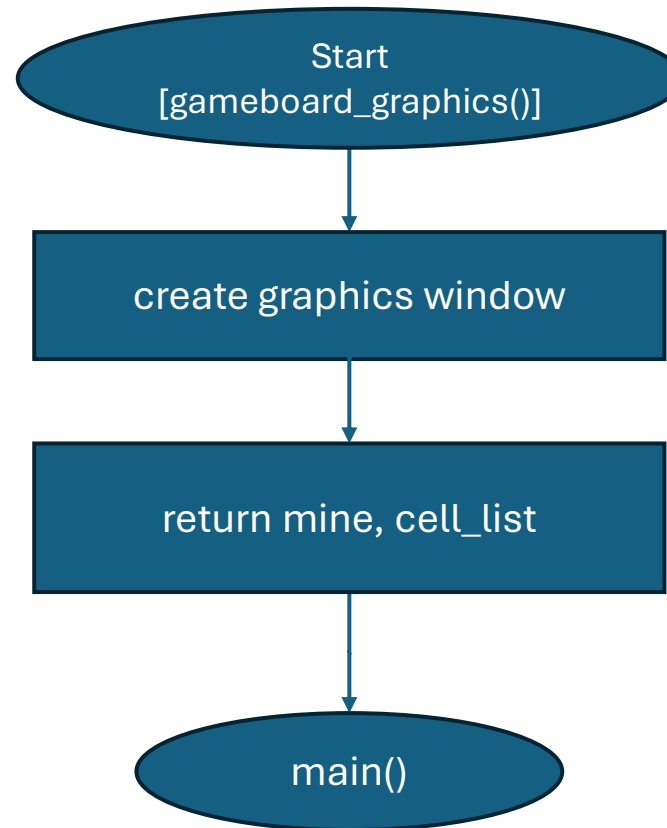 Start
[gameboard_graphics()]
create graphics window
return mine, cell_list
main()